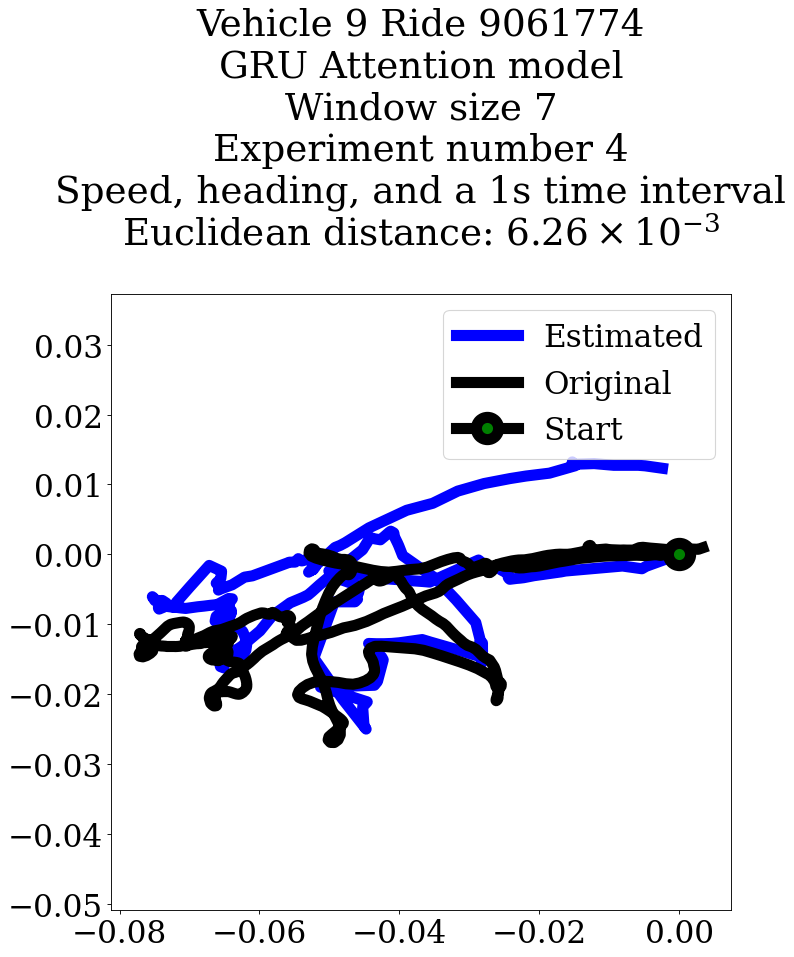 Vehicle 9 Ride 9061774
GRU Attention model
Window size 7
Experiment number 4
Speed, heading, and a 1s time interval
Euclidean distance: 6.26 × 10⁻³
Estimated
Original
Start
0.03
0.02
0.01
0.00
−0.01
−0.02
−0.03
−0.04
−0.05
−0.08 −0.06 −0.04 −0.02 0.00